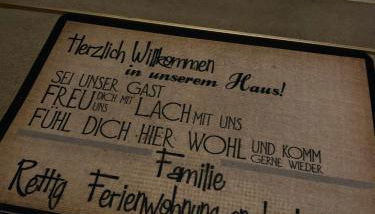 Herzlich Willkommen
in unserem Haus!
SEI UNSER GAST
FREU DICH MIT UNS LACH MIT UNS
FÜHL DICH HIER WOHL UND KOMM GERNE WIEDER
Familie
Rettig Ferienwohnung